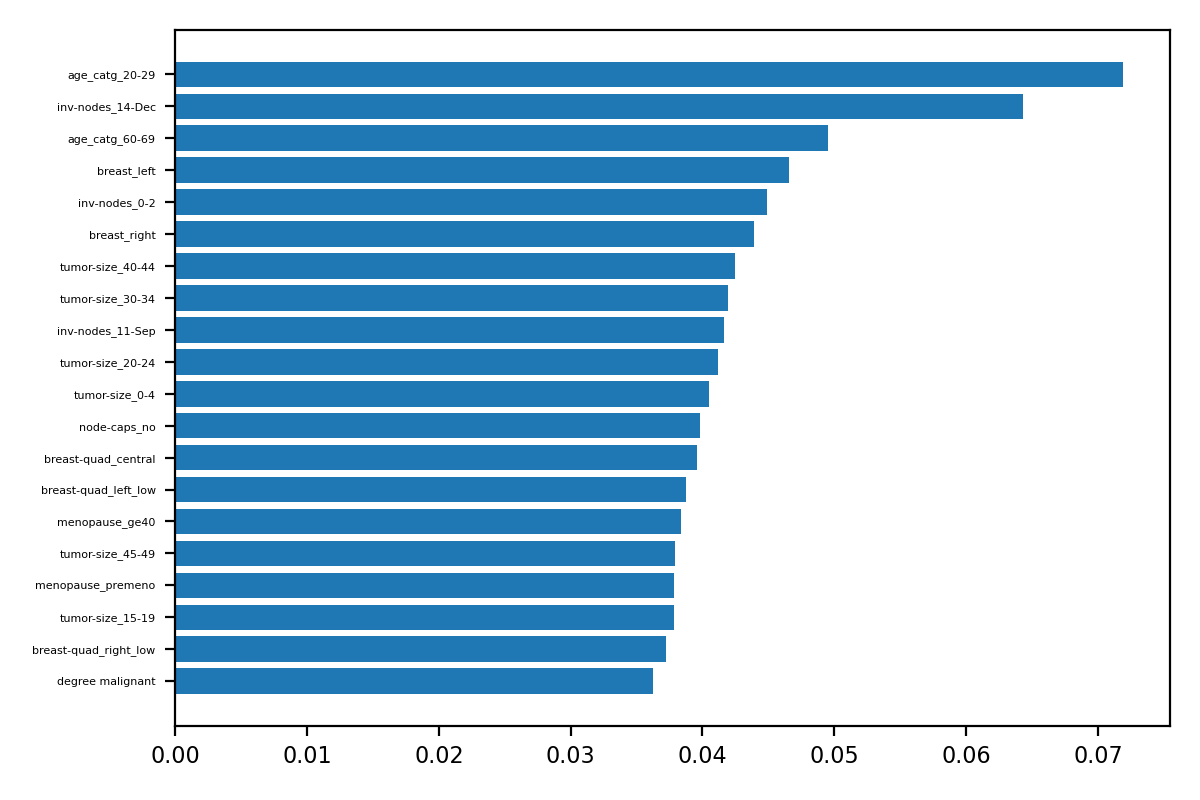 age_catg_20-29
inv-nodes_14-Dec
age_catg_60-69
breast_left
inv-nodes_0-2
breast_right
tumor-size_40-44
tumor-size_30-34
inv-nodes_11-Sep
tumor-size_20-24
tumor-size_0-4
node-caps_no
breast-quad_central
breast-quad_left_low
menopause_ge40
tumor-size_45-49
menopause_premeno
tumor-size_15-19
breast-quad_right_low
degree malignant
0.00 0.01 0.02 0.03 0.04 0.05 0.06 0.07